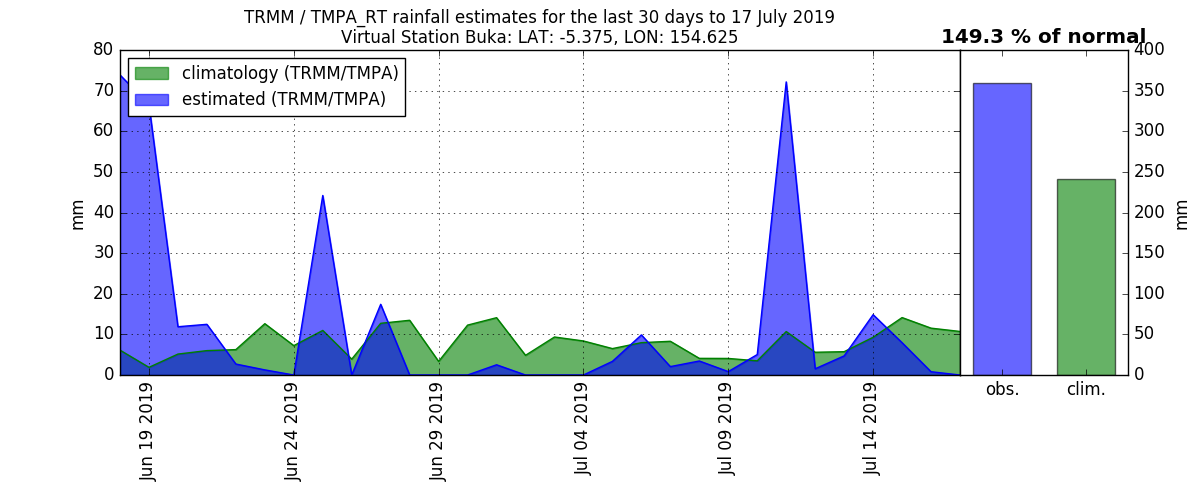 TRMM / TMPA_RT rainfall estimates for the last 30 days to 17 July 2019
Virtual Station Buka: LAT: -5.375, LON: 154.625
149.3 % of normal
climatology (TRMM/TMPA)
estimated (TRMM/TMPA)
80
70
60
50
40
30
20
10
0
mm
Jun 19 2019
Jun 24 2019
Jun 29 2019
Jul 04 2019
Jul 09 2019
Jul 14 2019
obs.
clim.
400
350
300
250
200
150
100
50
0
mm